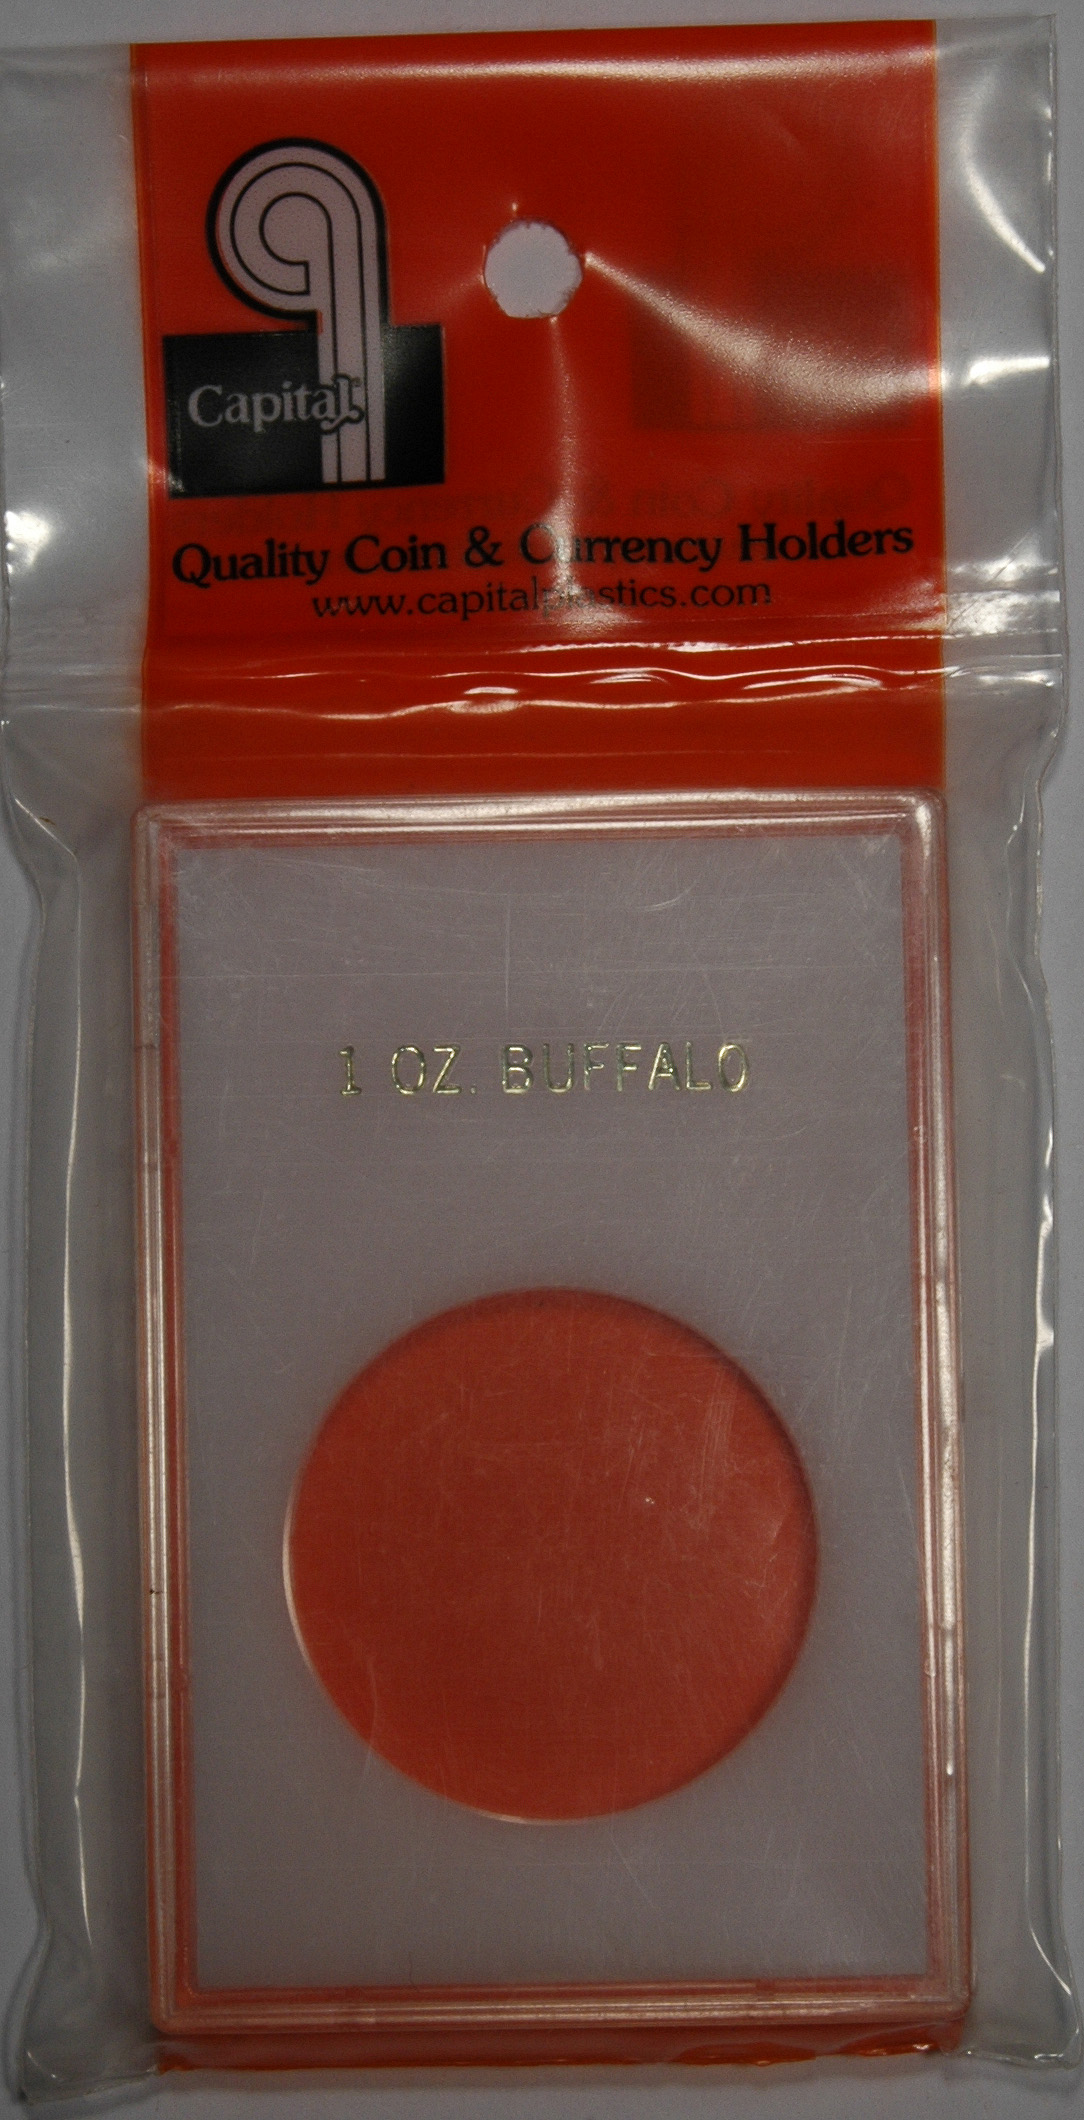 Capital
Quality Coin & Currency Holders
www.capitalplastics.com
1 OZ. BUFFALO